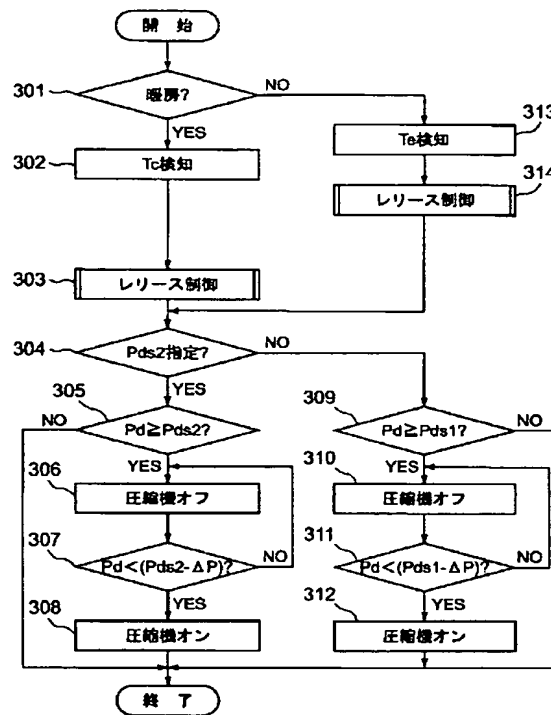 開 始
301
暖房?
NO
YES
302
Tc検知
313
Te検知
314
レリース制御
303
レリース制御
304
Pds2指定?
NO
YES
305
NO
Pd≧Pds2?
YES
309
Pd≧Pds1?
NO
YES
306
圧縮機オフ
310
圧縮機オフ
307
Pd<(Pds2-ΔP)?
NO
YES
311
Pd<(Pds1-ΔP)?
NO
YES
308
圧縮機オン
312
圧縮機オン
終 了